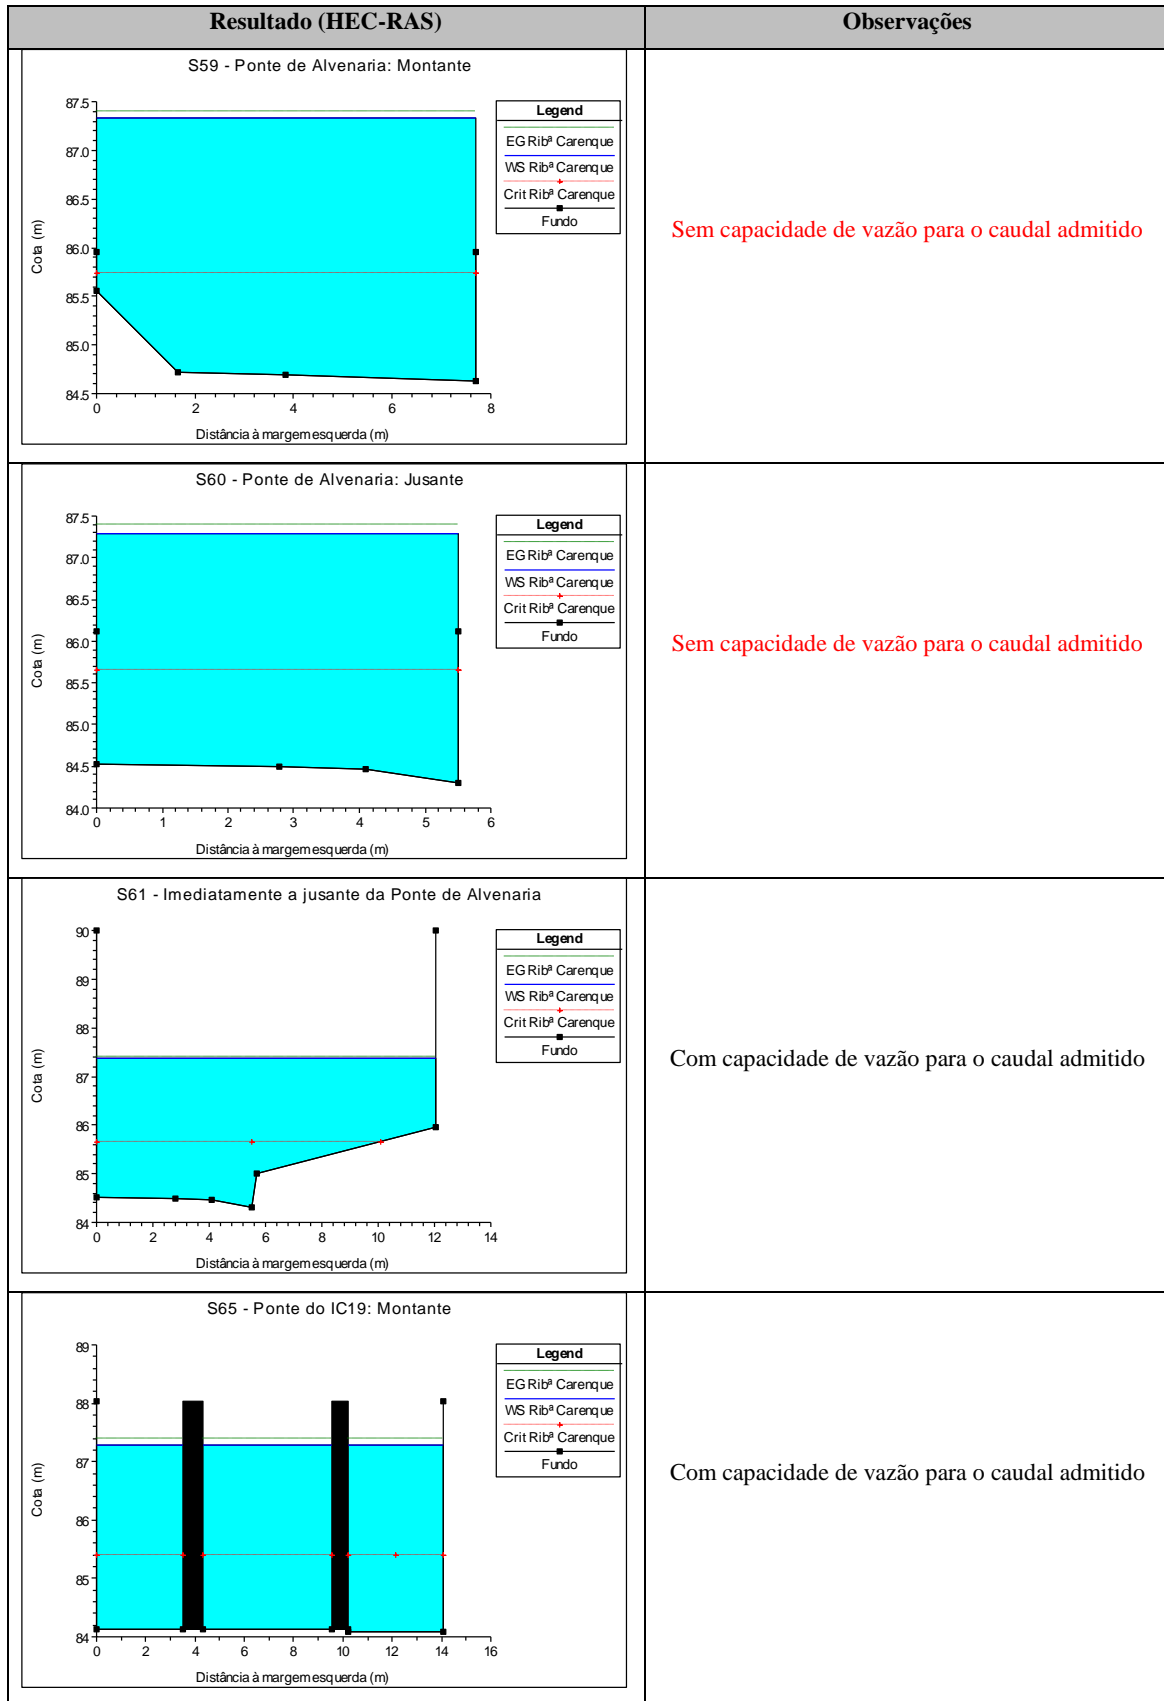 Resultado (HEC-RAS)
Observações
S59 - Ponte de Alvenaria: Montante
87.5
87.0
86.5
86.0
85.5
85.0
84.5
0 2 4 6 8
Cota (m)
Distância à margem esquerda (m)
Legend
EG Ribª Carenque
WS Ribª Carenque
Crit Ribª Carenque
Fundo
Sem capacidade de vazão para o caudal admitido
S60 - Ponte de Alvenaria: Jusante
87.5
87.0
86.5
86.0
85.5
85.0
84.5
84.0
0 1 2 3 4 5 6
Cota (m)
Distância à margem esquerda (m)
Legend
EG Ribª Carenque
WS Ribª Carenque
Crit Ribª Carenque
Fundo
Sem capacidade de vazão para o caudal admitido
S61 - Imediatamente a jusante da Ponte de Alvenaria
90
89
88
87
86
85
84
0 2 4 6 8 10 12 14
Cota (m)
Distância à margem esquerda (m)
Legend
EG Ribª Carenque
WS Ribª Carenque
Crit Ribª Carenque
Fundo
Com capacidade de vazão para o caudal admitido
S65 - Ponte do IC19: Montante
89
88
87
86
85
84
0 2 4 6 8 10 12 14 16
Cota (m)
Distância à margem esquerda (m)
Legend
EG Ribª Carenque
WS Ribª Carenque
Crit Ribª Carenque
Fundo
Com capacidade de vazão para o caudal admitido